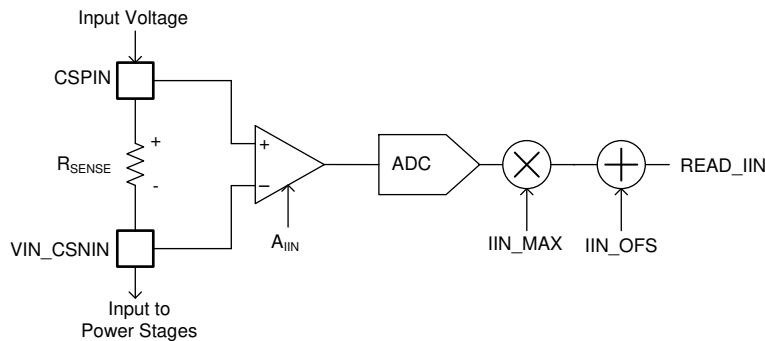 Input Voltage
CSPIN
+
RSENSE
-
VIN_CSNIN
Input to
Power Stages
+
−
AIIN
ADC
×
IIN_MAX
+
IIN_OFS
READ_IIN